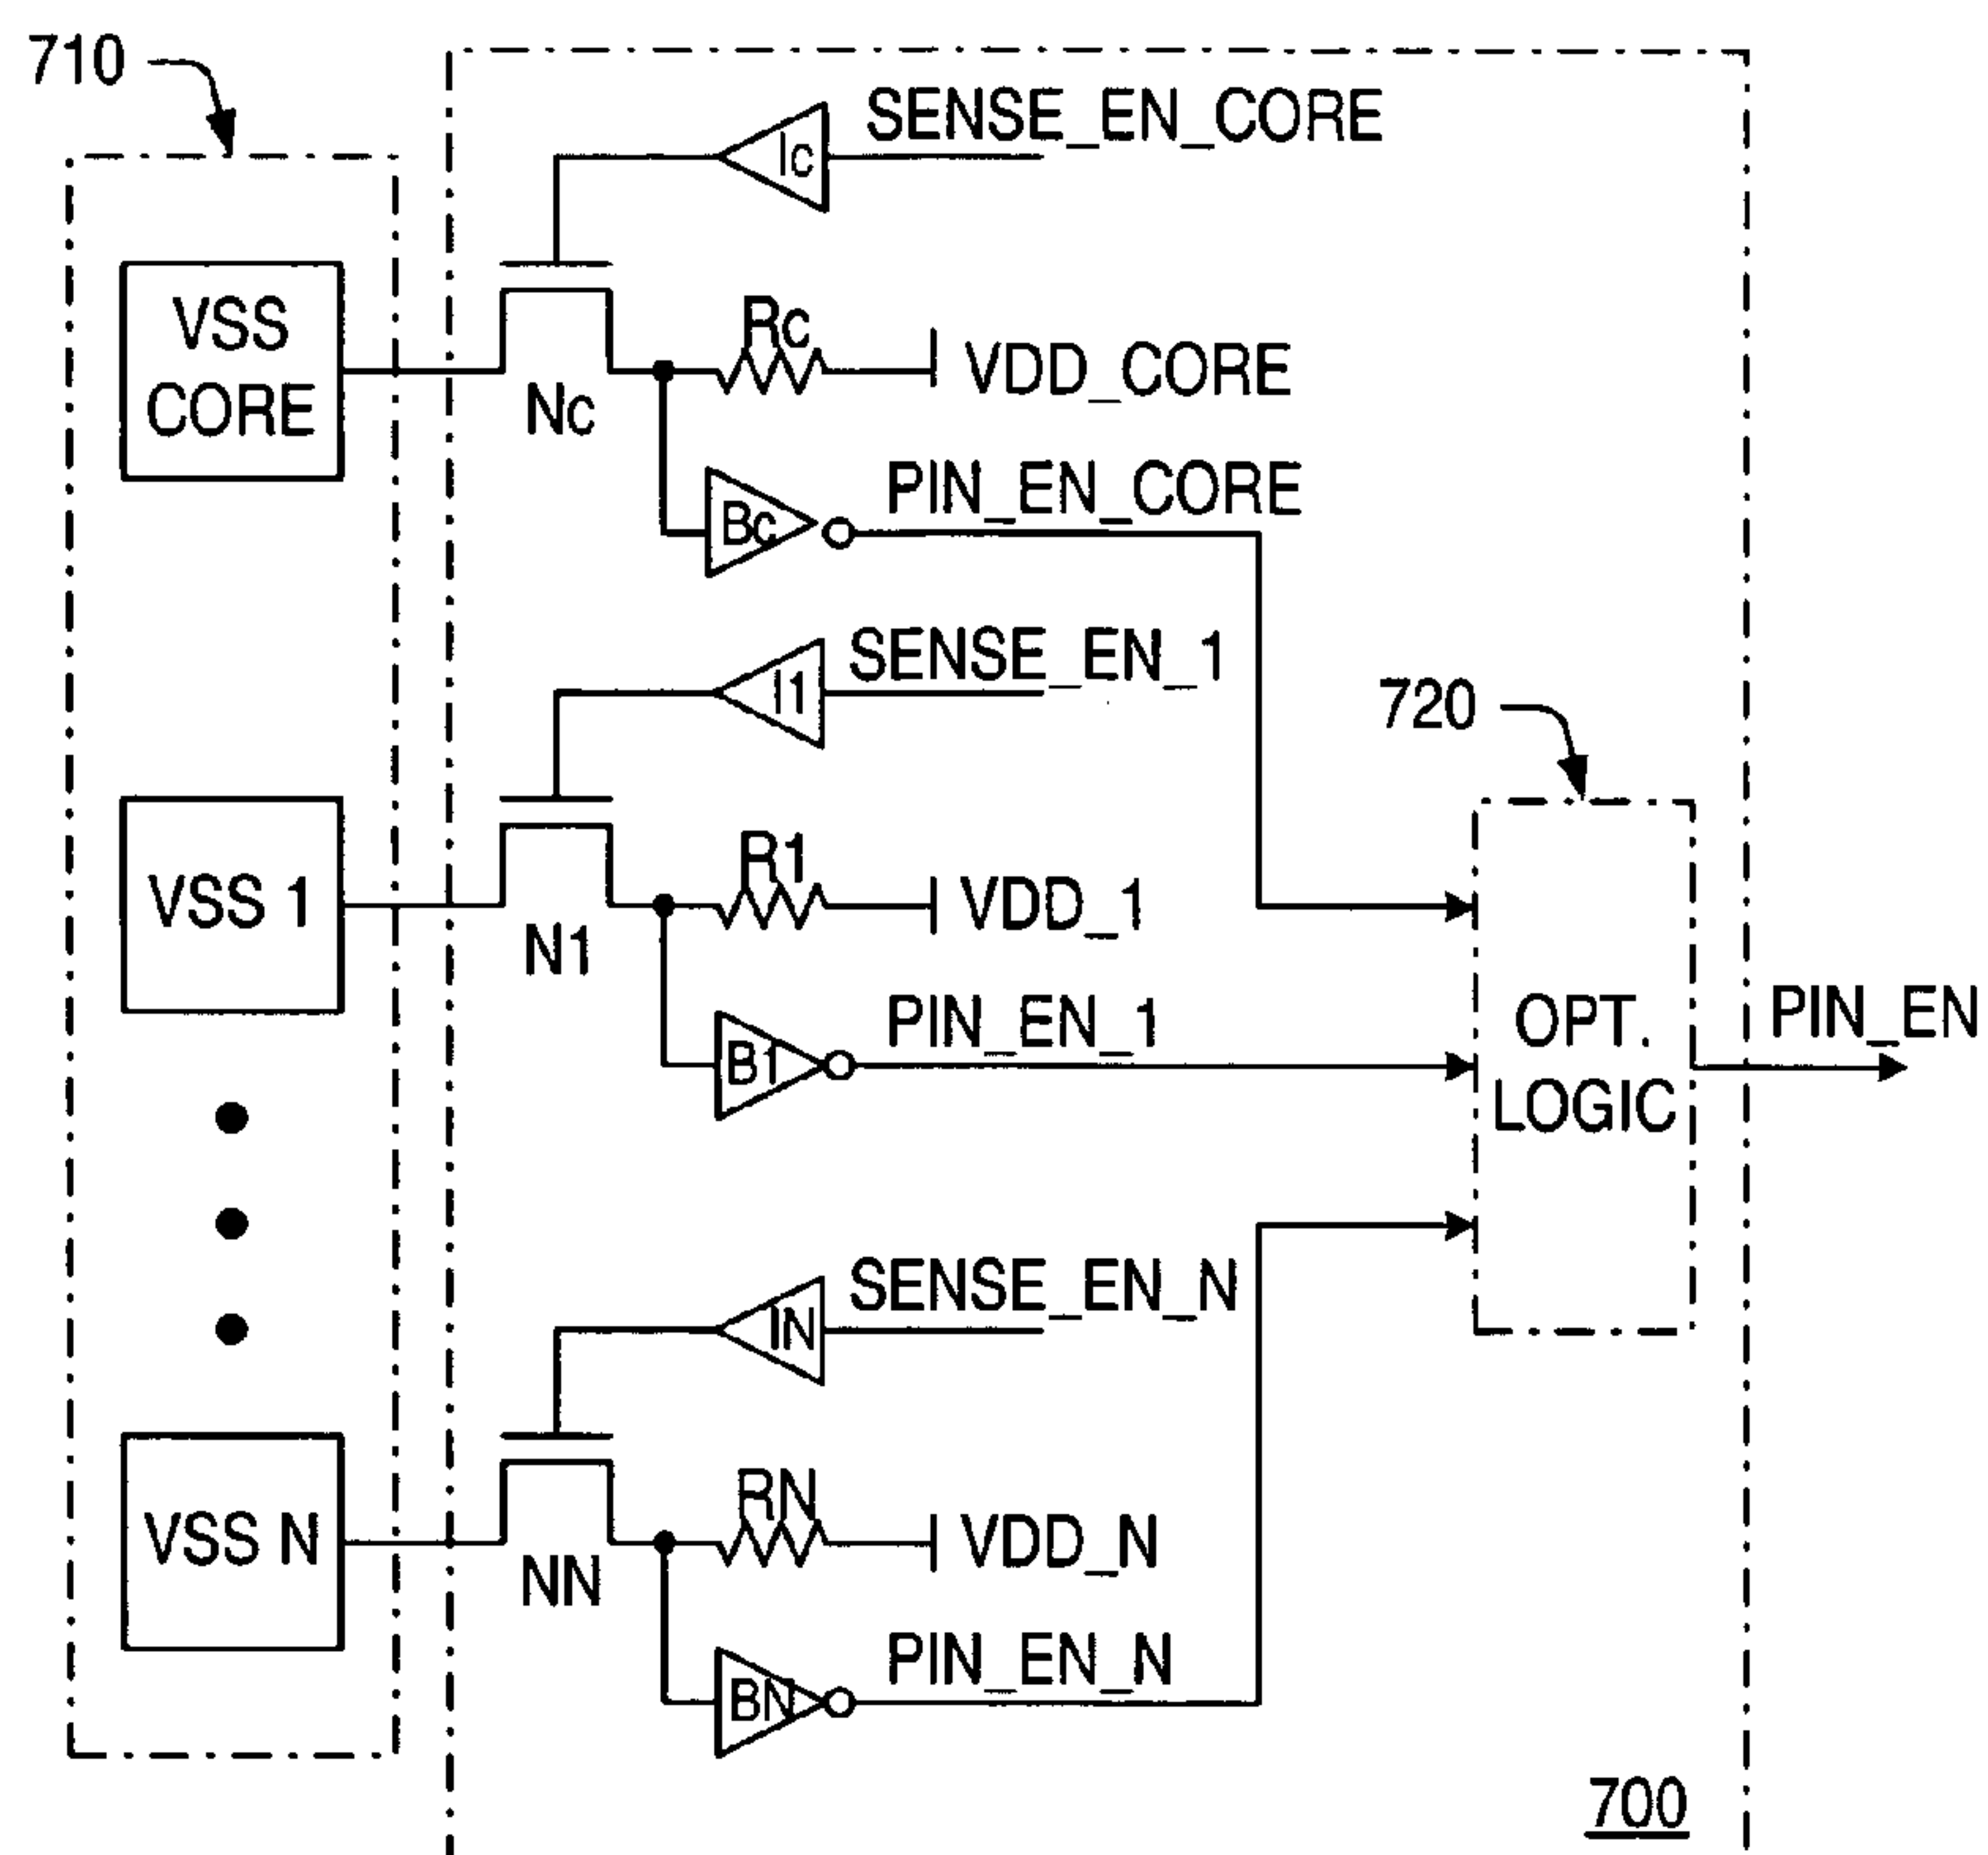 710
SENSE_EN_CORE
Ic
VSS
CORE
Rc
VDD_CORE
Nc
PIN_EN_CORE
Bc
SENSE_EN_1
I1
720
VSS 1
R1
VDD_1
N1
PIN_EN_1
B1
OPT.
LOGIC
PIN_EN
SENSE_EN_N
IN
VSS N
RN
VDD_N
NN
PIN_EN_N
BN
700